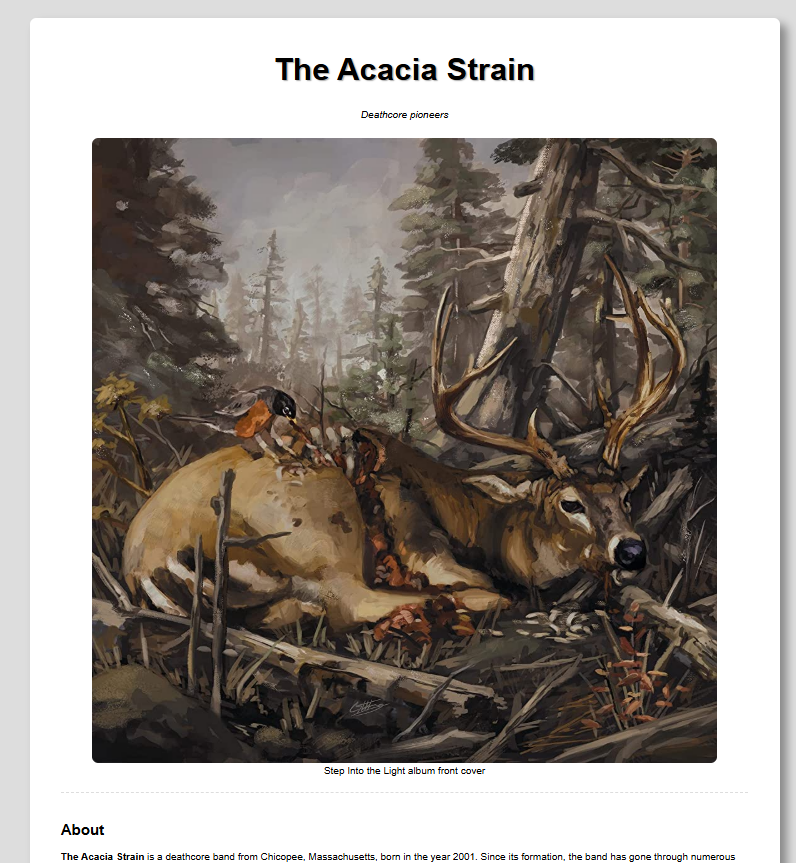 The Acacia Strain
Deathcore pioneers
Step Into the Light album front cover
About
The Acacia Strain is a deathcore band from Chicopee, Massachusetts, born in the year 2001. Since its formation, the band has gone through numerous